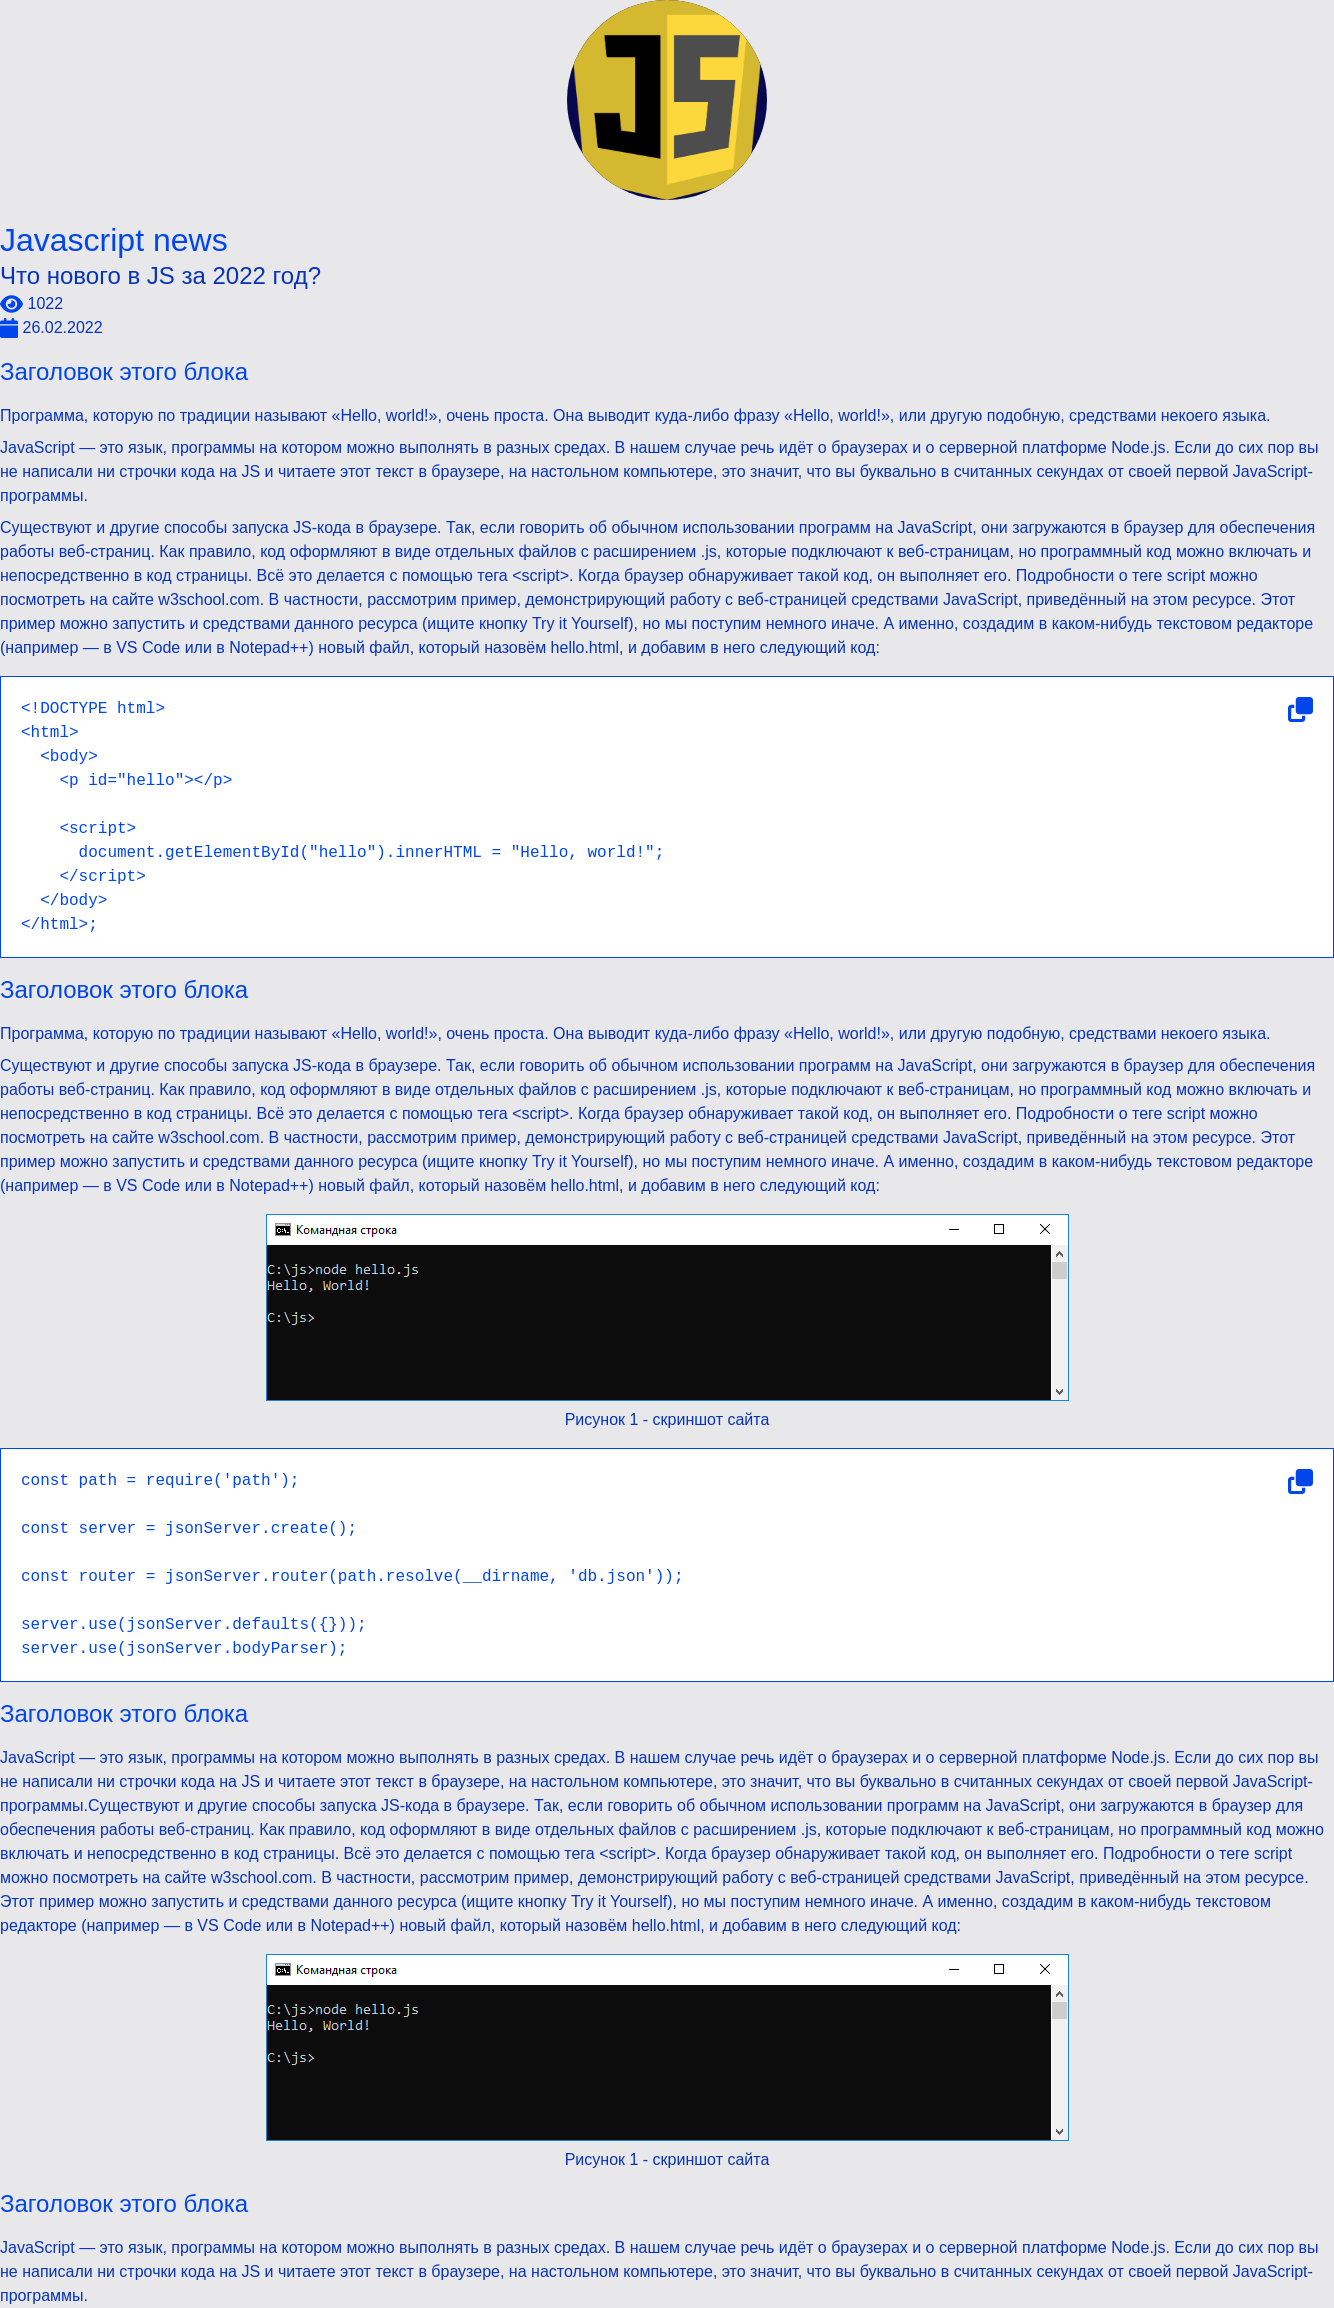 JS
Javascript news
Что нового в JS за 2022 год?
1022
26.02.2022
Заголовок этого блока
Программа, которую по традиции называют «Hello, world!», очень проста. Она выводит куда-либо фразу «Hello, world!», или другую подобную, средствами некоего языка.
JavaScript — это язык, программы на котором можно выполнять в разных средах. В нашем случае речь идёт о браузерах и о серверной платформе Node.js. Если до сих пор вы
не написали ни строчки кода на JS и читаете этот текст в браузере, на настольном компьютере, это значит, что вы буквально в считанных секундах от своей первой JavaScript-
программы.
Существуют и другие способы запуска JS-кода в браузере. Так, если говорить об обычном использовании программ на JavaScript, они загружаются в браузер для обеспечения
работы веб-страниц. Как правило, код оформляют в виде отдельных файлов с расширением .js, которые подключают к веб-страницам, но программный код можно включать и
непосредственно в код страницы. Всё это делается с помощью тега <script>. Когда браузер обнаруживает такой код, он выполняет его. Подробности о теге script можно
посмотреть на сайте w3school.com. В частности, рассмотрим пример, демонстрирующий работу с веб-страницей средствами JavaScript, приведённый на этом ресурсе. Этот
пример можно запустить и средствами данного ресурса (ищите кнопку Try it Yourself), но мы поступим немного иначе. А именно, создадим в каком-нибудь текстовом редакторе
(например — в VS Code или в Notepad++) новый файл, который назовём hello.html, и добавим в него следующий код:
<!DOCTYPE html>
<html>
  <body>
    <p id="hello"></p>
    <script>
      document.getElementById("hello").innerHTML = "Hello, world!";
    </script>
  </body>
</html>;
Заголовок этого блока
Программа, которую по традиции называют «Hello, world!», очень проста. Она выводит куда-либо фразу «Hello, world!», или другую подобную, средствами некоего языка.
Существуют и другие способы запуска JS-кода в браузере. Так, если говорить об обычном использовании программ на JavaScript, они загружаются в браузер для обеспечения
работы веб-страниц. Как правило, код оформляют в виде отдельных файлов с расширением .js, которые подключают к веб-страницам, но программный код можно включать и
непосредственно в код страницы. Всё это делается с помощью тега <script>. Когда браузер обнаруживает такой код, он выполняет его. Подробности о теге script можно
посмотреть на сайте w3school.com. В частности, рассмотрим пример, демонстрирующий работу с веб-страницей средствами JavaScript, приведённый на этом ресурсе. Этот
пример можно запустить и средствами данного ресурса (ищите кнопку Try it Yourself), но мы поступим немного иначе. А именно, создадим в каком-нибудь текстовом редакторе
(например — в VS Code или в Notepad++) новый файл, который назовём hello.html, и добавим в него следующий код:
Командная строка
C:\js>node hello.js
Hello, World!
C:\js>
Рисунок 1 - скриншот сайта
const path = require('path');
const server = jsonServer.create();
const router = jsonServer.router(path.resolve(__dirname, 'db.json'));
server.use(jsonServer.defaults({}));
server.use(jsonServer.bodyParser);
Заголовок этого блока
JavaScript — это язык, программы на котором можно выполнять в разных средах. В нашем случае речь идёт о браузерах и о серверной платформе Node.js. Если до сих пор вы
не написали ни строчки кода на JS и читаете этот текст в браузере, на настольном компьютере, это значит, что вы буквально в считанных секундах от своей первой JavaScript-
программы.Существуют и другие способы запуска JS-кода в браузере. Так, если говорить об обычном использовании программ на JavaScript, они загружаются в браузер для
обеспечения работы веб-страниц. Как правило, код оформляют в виде отдельных файлов с расширением .js, которые подключают к веб-страницам, но программный код можно
включать и непосредственно в код страницы. Всё это делается с помощью тега <script>. Когда браузер обнаруживает такой код, он выполняет его. Подробности о теге script
можно посмотреть на сайте w3school.com. В частности, рассмотрим пример, демонстрирующий работу с веб-страницей средствами JavaScript, приведённый на этом ресурсе.
Этот пример можно запустить и средствами данного ресурса (ищите кнопку Try it Yourself), но мы поступим немного иначе. А именно, создадим в каком-нибудь текстовом
редакторе (например — в VS Code или в Notepad++) новый файл, который назовём hello.html, и добавим в него следующий код:
Командная строка
C:\js>node hello.js
Hello, World!
C:\js>
Рисунок 1 - скриншот сайта
Заголовок этого блока
JavaScript — это язык, программы на котором можно выполнять в разных средах. В нашем случае речь идёт о браузерах и о серверной платформе Node.js. Если до сих пор вы
не написали ни строчки кода на JS и читаете этот текст в браузере, на настольном компьютере, это значит, что вы буквально в считанных секундах от своей первой JavaScript-
программы.